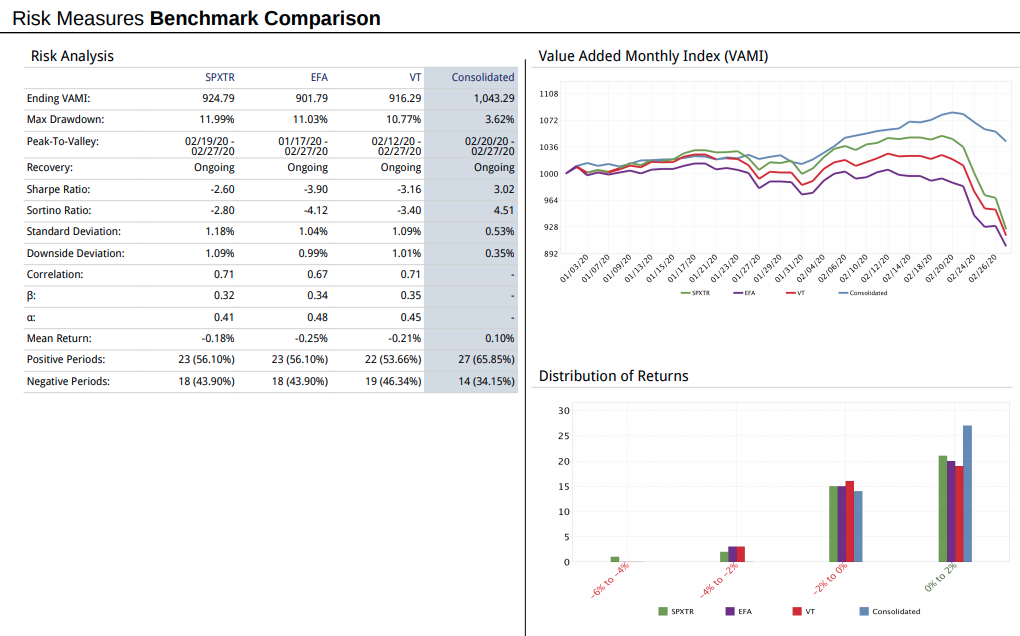 Risk Measures Benchmark Comparison
Risk Analysis
SPXTR EFA VT Consolidated
Ending VAMI: 924.79 901.79 916.29 1,043.29
Max Drawdown: 11.99% 11.03% 10.77% 3.62%
Peak-To-Valley: 02/19/20 - 01/17/20 - 02/12/20 - 02/20/20 -
02/27/20 02/27/20 02/27/20 02/27/20
Recovery: Ongoing Ongoing Ongoing Ongoing
Sharpe Ratio: -2.60 -3.90 -3.16 3.02
Sortino Ratio: -2.80 -4.12 -3.40 4.51
Standard Deviation: 1.18% 1.04% 1.09% 0.53%
Downside Deviation: 1.09% 0.99% 1.01% 0.35%
Correlation: 0.71 0.67 0.71 -
β: 0.32 0.34 0.35 -
α: 0.41 0.48 0.45 -
Mean Return: -0.18% -0.25% -0.21% 0.10%
Positive Periods: 23 (56.10%) 23 (56.10%) 22 (53.66%) 27 (65.85%)
Negative Periods: 18 (43.90%) 18 (43.90%) 19 (46.34%) 14 (34.15%)
Value Added Monthly Index (VAMI)
1108
1072
1036
1000
964
928
892
01/03/20 01/07/20 01/09/20 01/13/20 01/15/20 01/17/20 01/21/20 01/23/20 01/27/20 01/29/20 01/31/20 02/04/20 02/06/20 02/10/20 02/12/20 02/14/20 02/18/20 02/20/20 02/24/20 02/26/20
SPXTR EFA VT Consolidated
Distribution of Returns
30
25
20
15
10
5
0
-6% to -4% -4% to -2% -2% to 0% 0% to 2%
SPXTR EFA VT Consolidated